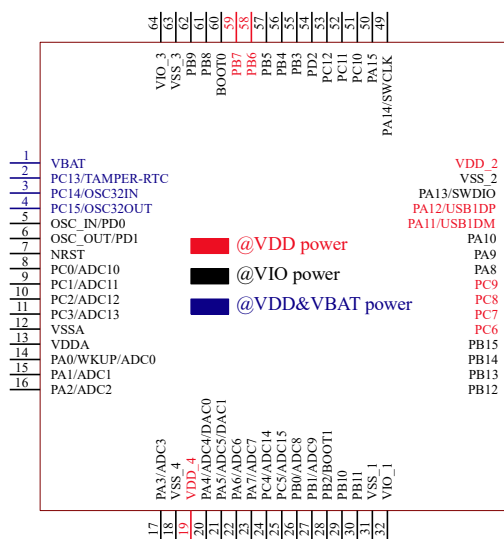 64 63 62 61 60 59 58 57 56 55 54 53 52 51 50 49
VIO_3
VSS_3
PB9
PB8
BOOT0
PB7
PB6
PB5
PB4
PB3
PD2
PC12
PC11
PC10
PA15
PA14/SWCLK
1 VBAT
2 PC13/TAMPER-RTC
3 PC14/OSC32IN
4 PC15/OSC32OUT
5 OSC_IN/PD0
6 OSC_OUT/PD1
7 NRST
8 PC0/ADC10
9 PC1/ADC11
10 PC2/ADC12
11 PC3/ADC13
12 VSSA
13 VDDA
14 PA0/WKUP/ADC0
15 PA1/ADC1
16 PA2/ADC2
@VDD power
@VIO power
@VDD&VBAT power
VDD_2
VSS_2
PA13/SWDIO
PA12/USB1DP
PA11/USB1DM
PA10
PA9
PA8
PC9
PC8
PC7
PC6
PB15
PB14
PB13
PB12
PA3/ADC3
VSS_4
VDD_4
PA4/ADC4/DAC0
PA5/ADC5/DAC1
PA6/ADC6
PA7/ADC7
PC4/ADC14
PC5/ADC15
PB0/ADC8
PB1/ADC9
PB2/BOOT1
PB10
PB11
VSS_1
VIO_1
17 18 19 20 21 22 23 24 25 26 27 28 29 30 31 32